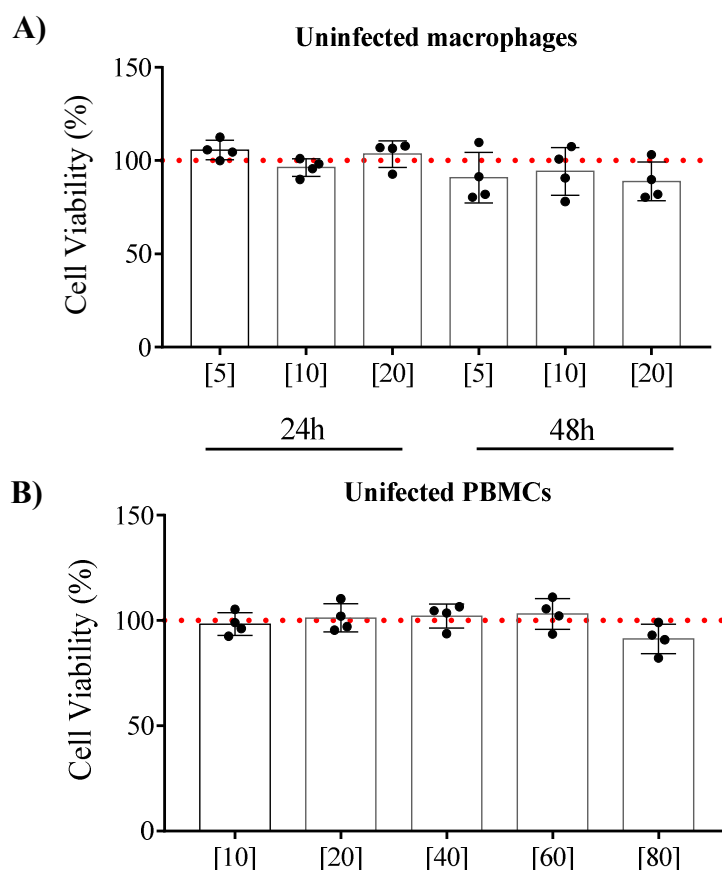 A)
Uninfected macrophages
Cell Viability (%)
150
100
50
0
[5] [10] [20] [5] [10] [20]
24h 48h
B)
Unifected PBMCs
Cell Viability (%)
150
100
50
0
[10] [20] [40] [60] [80]